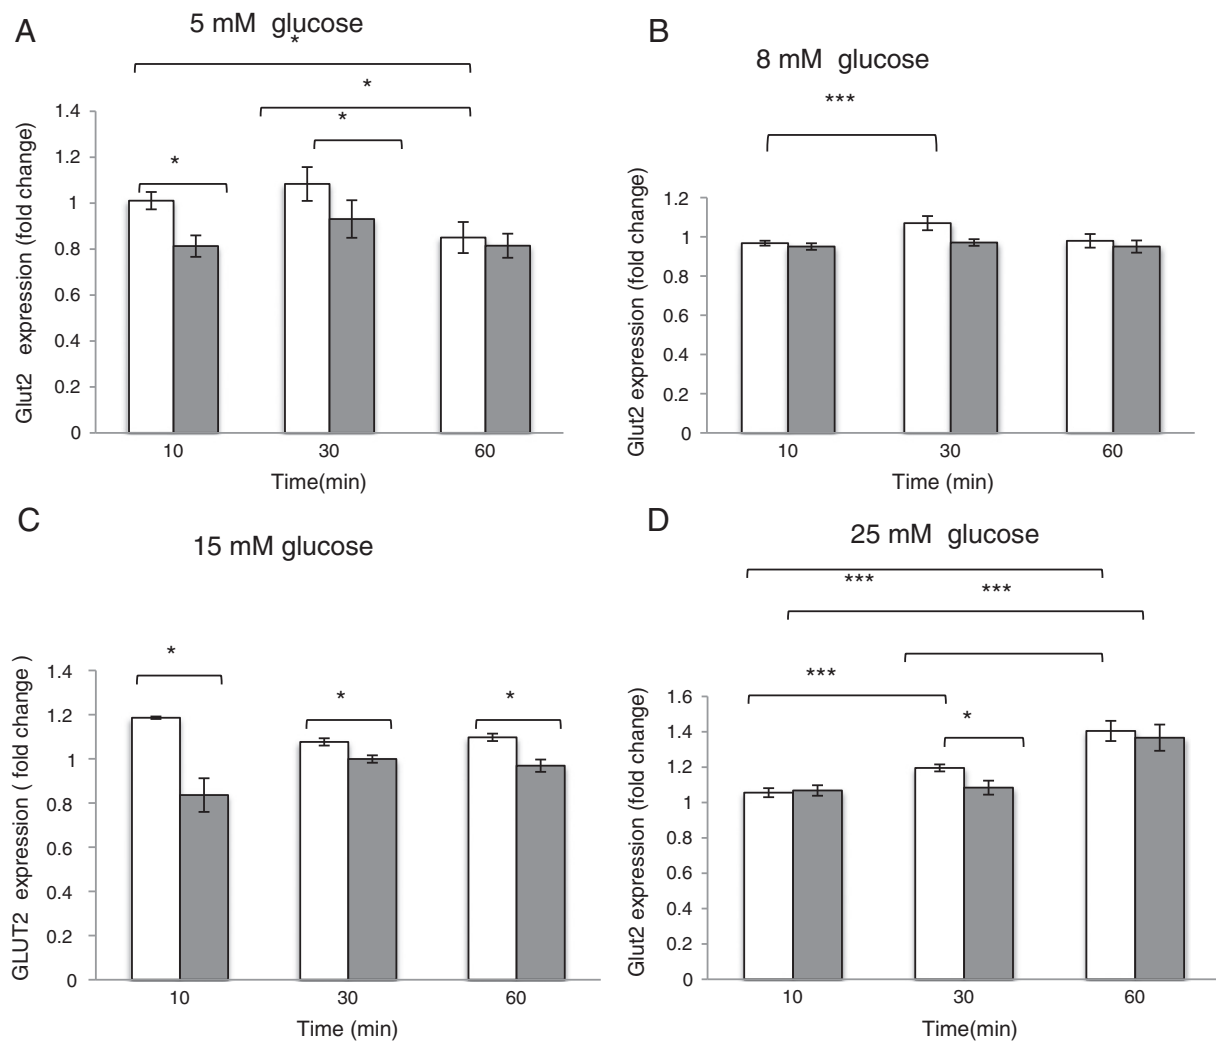 A
5 mM glucose
*
*
*
*
Glut2 expression (fold change)
1.4
1.2
1
0.8
0.6
0.4
0.2
0
10 30 60
Time(min)
B
8 mM glucose
***
Glut2 expression (fold change)
1.2
1
0.8
0.6
0.4
0.2
0
10 30 60
Time (min)
C
15 mM glucose
*
*
*
GLUT2 expression ( fold change )
1.4
1.2
1
0.8
0.6
0.4
0.2
0
10 30 60
Time (min)
D
25 mM glucose
***
***
***
*
Glut2 expression (fold change)
1.6
1.4
1.2
1
0.8
0.6
0.4
0.2
0
10 30 60
Time(min)